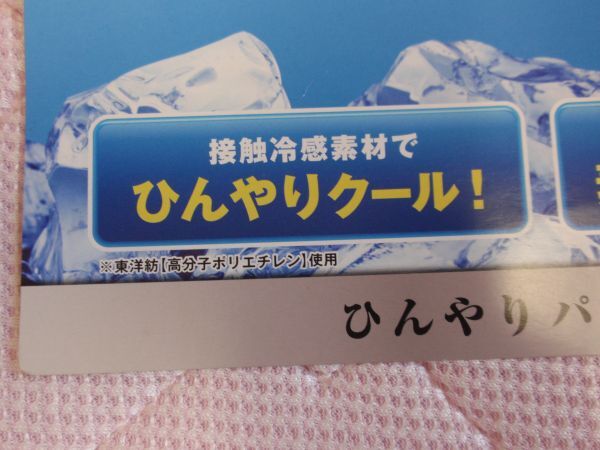 接触冷感素材で
ひんやりクール！
※東洋紡【高分子ポリエチレン】使用
ひんやりパ